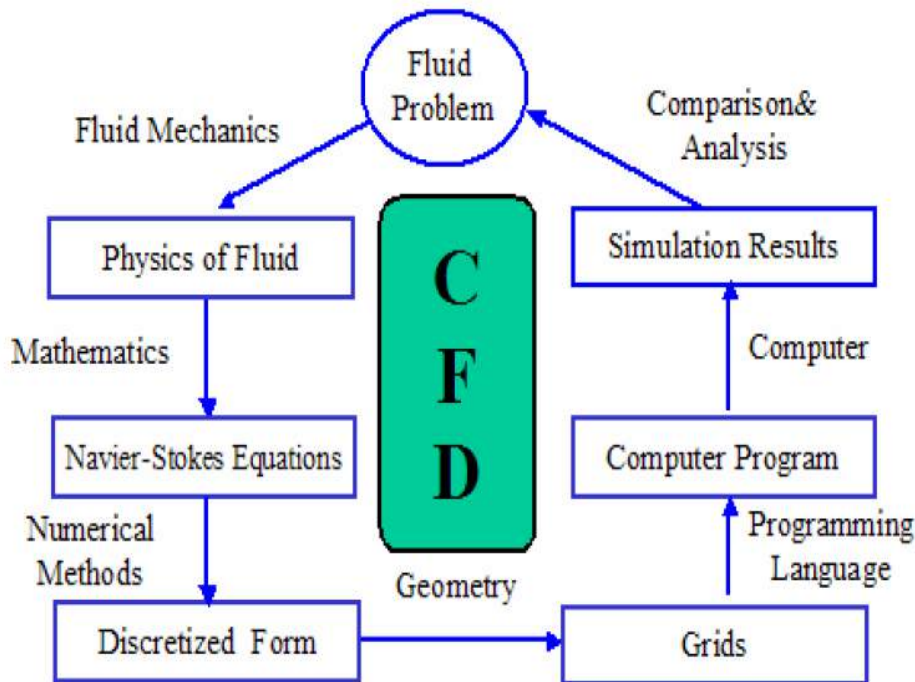 Fluid
Problem
Fluid Mechanics
Comparison&
Analysis
Physics of Fluid
Simulation Results
C
F
D
Mathematics
Computer
Navier-Stokes Equations
Computer Program
Numerical
Methods
Programming
Language
Geometry
Discretized Form
Grids